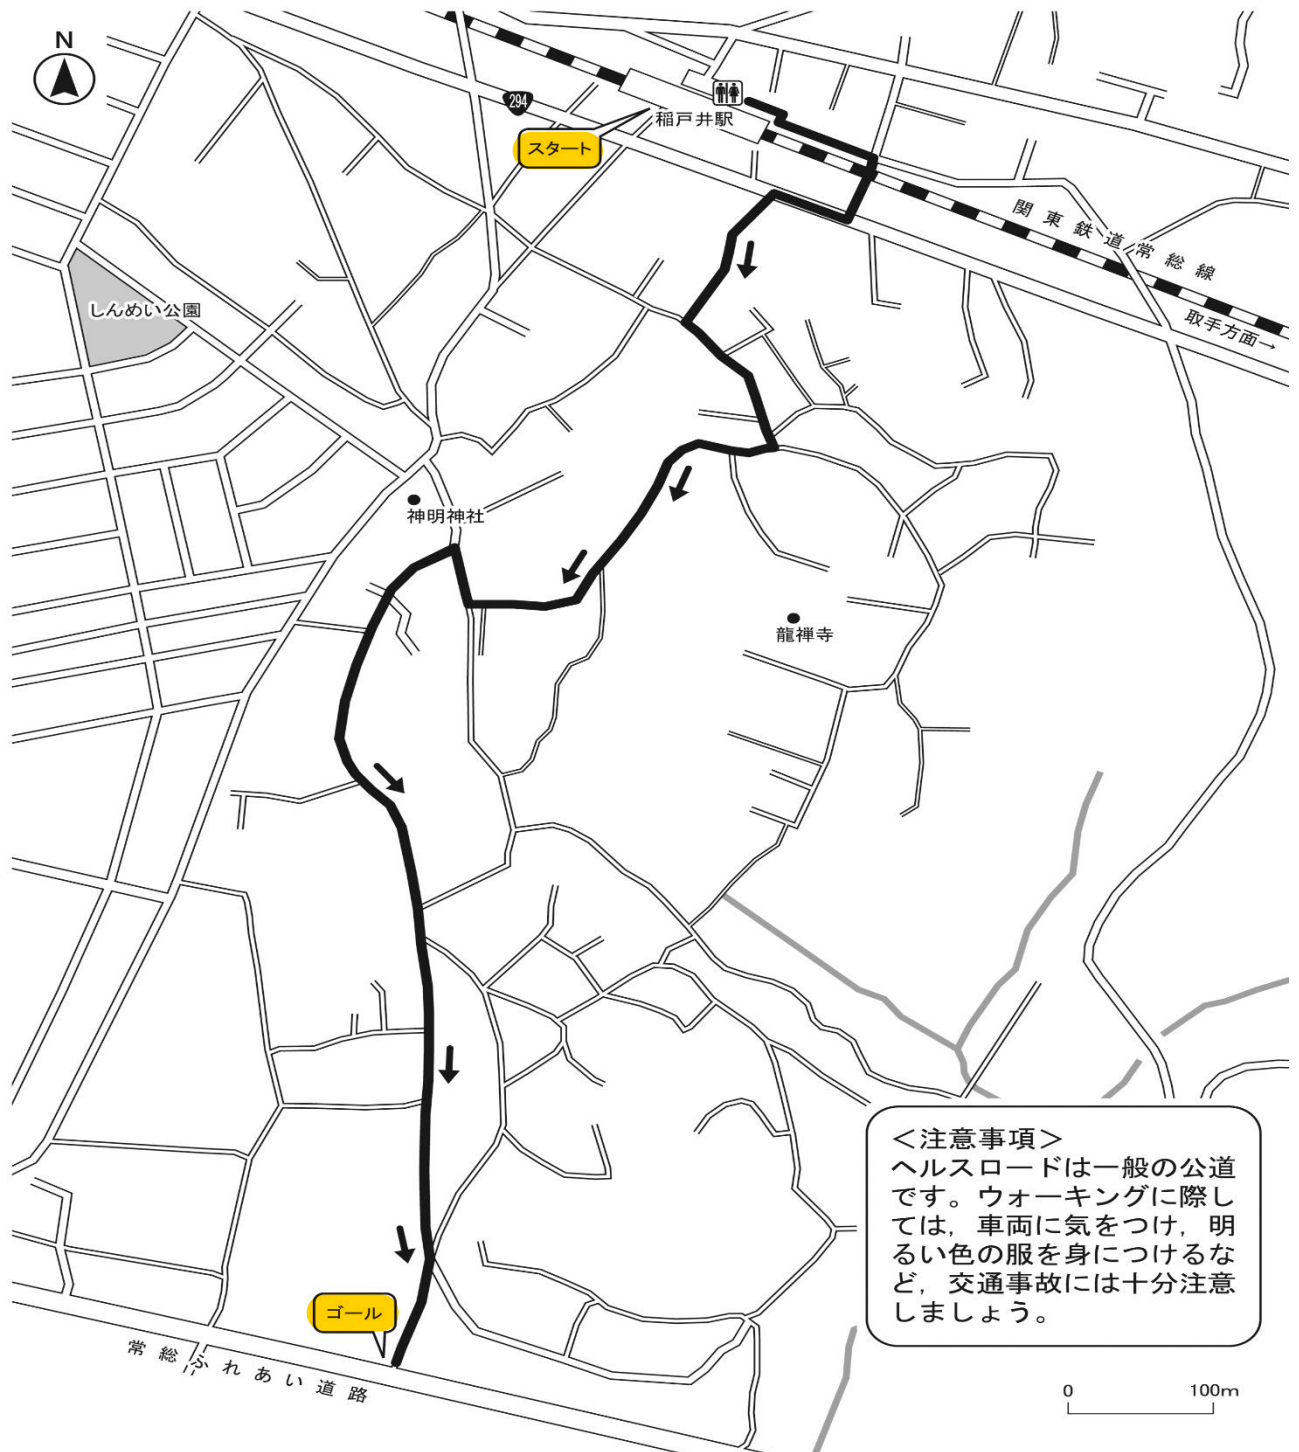 N
294
稲戸井駅
スタート
関東鉄道常総線
取手方面→
しんめい公園
神明神社
龍禅寺
＜注意事項＞
ヘルスロードは一般の公道
です。ウォーキングに際し
ては，車両に気をつけ，明
るい色の服を身につけるな
ど，交通事故には十分注意
しましょう。
ゴール
常総ふれあい道路
0 100m